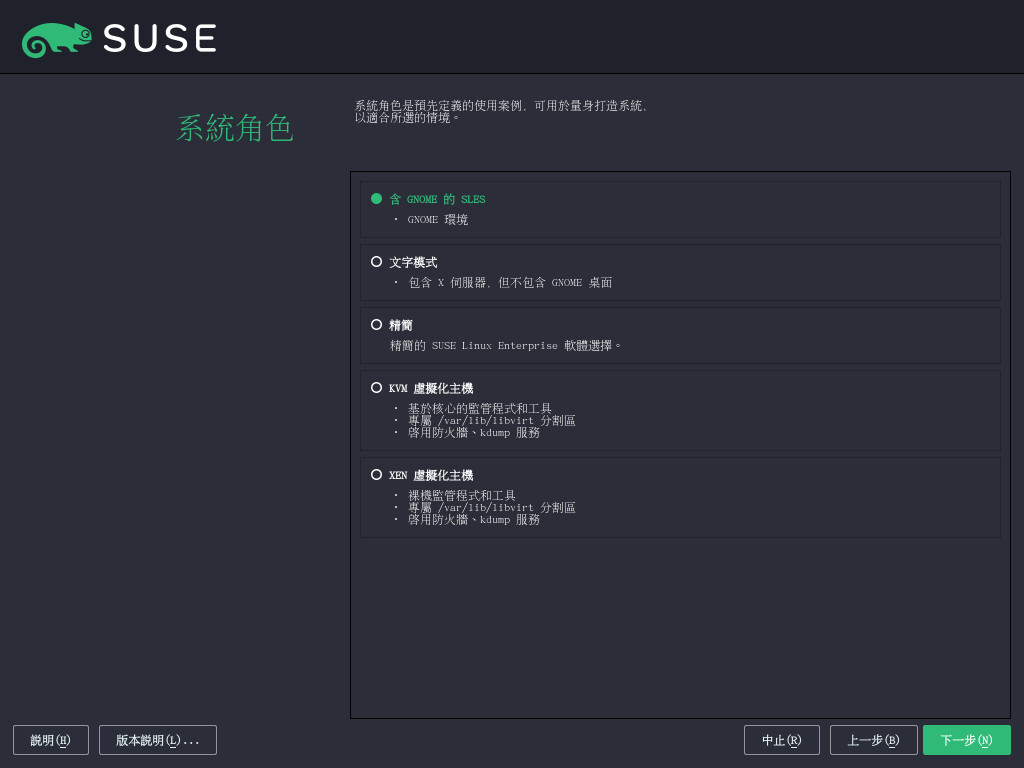 SUSE
系統角色
系統角色是預先定義的使用案例，可用於量身打造系統，
以適合所選的情境。
含 GNOME 的 SLES
• GNOME 環境
文字模式
• 包含 X 伺服器，但不包含 GNOME 桌面
精簡
精簡的 SUSE Linux Enterprise 軟體選擇。
KVM 虛擬化主機
• 基於核心的監管程式和工具
• 專屬 /var/lib/libvirt 分割區
• 啓用防火牆、kdump 服務
XEN 虛擬化主機
• 裸機監管程式和工具
• 專屬 /var/lib/libvirt 分割區
• 啓用防火牆、kdump 服務
說明(H) 版本說明(L)... 中止(R) 上一步(B) 下一步(N)